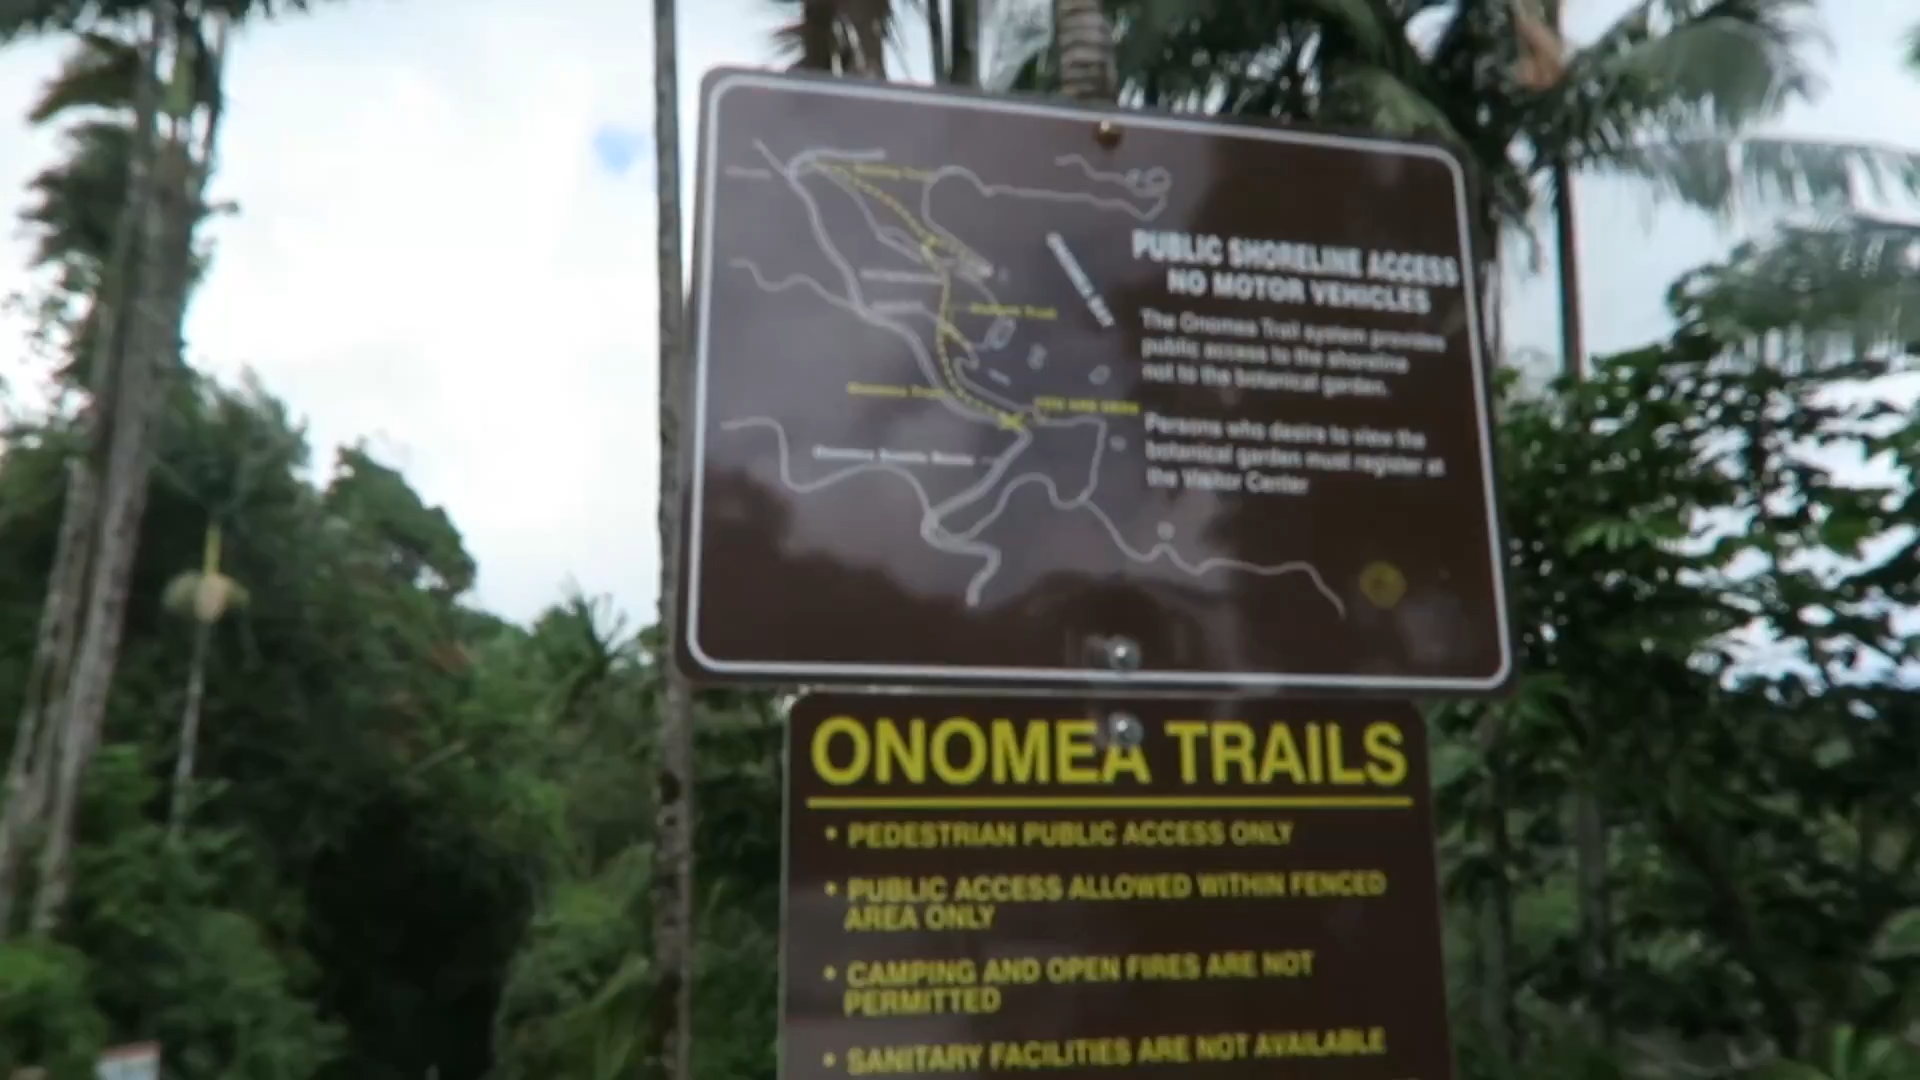 PUBLIC SHORELINE ACCESS
NO MOTOR VEHICLES
The Onomea Trail system provides
public access to the shoreline
not to the botanical garden.
Persons who desire to view the
botanical garden must register at
the Visitor Center
ONOMEA BAY
ONOMEA TRAILS
• PEDESTRIAN PUBLIC ACCESS ONLY
• PUBLIC ACCESS ALLOWED WITHIN FENCED
AREA ONLY
• CAMPING AND OPEN FIRES ARE NOT
PERMITTED
• SANITARY FACILITIES ARE NOT AVAILABLE